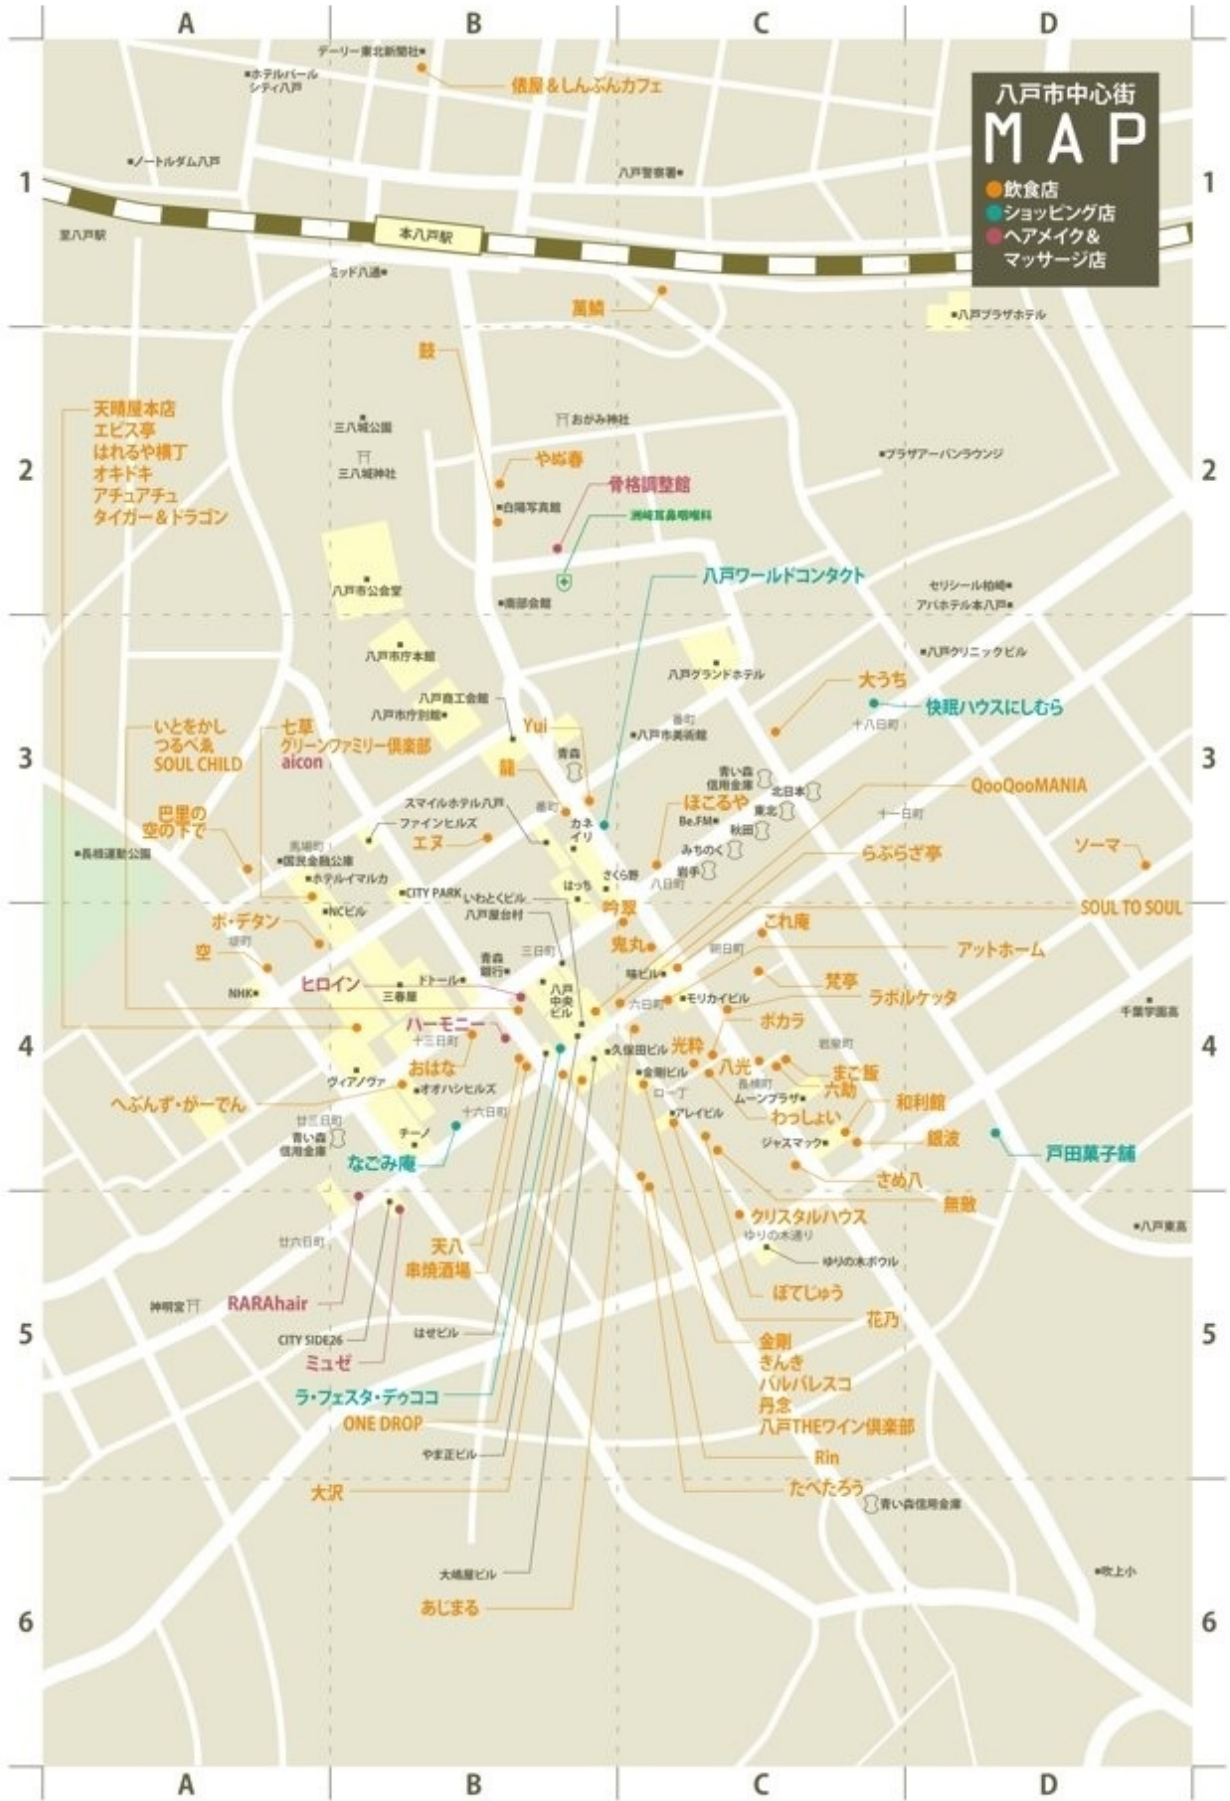 A
B
C
D
八戸市中心街
MAP
飲食店
ショッピング店
ヘアメイク＆
マッサージ店
1
1
デーリー東北新聞社
ホテルパール
シティ八戸
俵屋＆しんぶんカフェ
ノートルダム八戸
八戸警察署
至八戸駅
本八戸駅
ミッド八通
萬鱗
八戸プラザホテル
鼓
2
2
天晴屋本店
エビス亭
はれるや横丁
オキドキ
アチュアチュ
タイガー＆ドラゴン
三八城公園
三八城神社
おがみ神社
やぬ春
プラザアーバンラウンジ
白陽写真館
骨格調整館
洲崎耳鼻咽喉科
八戸ワールドコンタクト
八戸市公会堂
南部会館
セリシール柏崎
アパホテル本八戸
3
3
八戸市庁本館
八戸グランドホテル
八戸クリニックビル
大うち
八戸商工会館
八戸市庁別館
快眠ハウスにしむら
十八日町
番町
八戸市美術館
いとをかし
つるべゑ
SOUL CHILD
七草
グリーンファミリー倶楽部
aicon
Yui
青森
龍
青い森
信用金庫
北日本
QooQooMANIA
スマイルホテル八戸
番町
ほこるや
東北
十一日町
巴里の
空の下で
ファインヒルズ
カネ
イリ
Be.FM
秋田
エヌ
みちのく
らぷらざ亭
ソーマ
長根運動公園
馬場町
国民金融公庫
岩手
ホテルイマルカ
さくら野
八日町
はっち
CITY PARK
いわとくビル
4
4
NCビル
八戸屋台村
吟翠
SOUL TO SOUL
ポ・デタン
堤町
これ庵
空
三日町
鬼丸
朔日町
アットホーム
青森
銀行
味ビル
梵亭
NHK
ヒロイン
ドトール
三春屋
八戸
中央
ビル
六日町
モリカイビル
ラポルケッタ
千葉学園高
ハーモニー
十三日町
ポカラ
光粋
岩泉町
久保田ビル
おはな
金剛ビル
八光
まご飯
ヴィアノヴァ
オオハシヒルズ
ロー丁
長横町
六助
ムーンプラザ
へぶんず・がーでん
十六日町
アレイビル
わっしょい
和利館
廿三日町
青い森
信用金庫
チーノ
ジャスマック
銀波
なごみ庵
戸田菓子舗
さめ八
無敵
5
5
クリスタルハウス
八戸東高
ゆりの木通り
ゆりの木ボウル
廿六日町
天八
串焼酒場
ぽてじゅう
神明宮
RARAhair
花乃
CITY SIDE26
はせビル
金剛
きんき
バルバレスコ
丹念
八戸THEワイン倶楽部
ミュゼ
ラ・フェスタ・デゥココ
ONE DROP
やま正ビル
Rin
大沢
たべたろう
青い森信用金庫
6
6
大嶋屋ビル
吹上小
あじまる
A
B
C
D